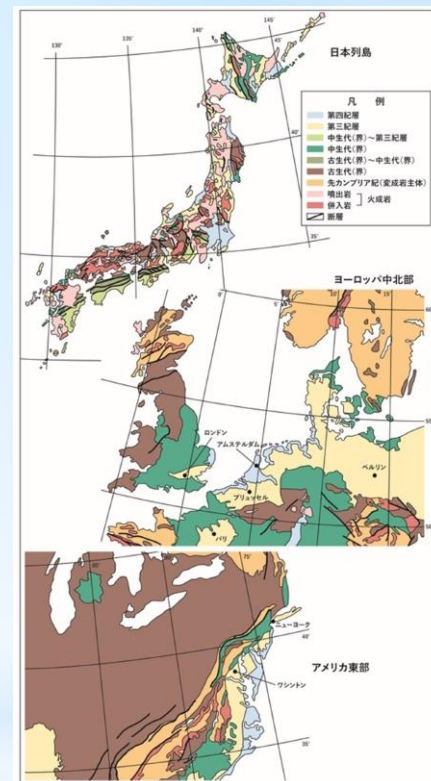 130°
135°
140°
145°
45°
日本列島
凡　例
第四紀層
第三紀層
中生代(界)～第三紀層
中生代(界)
古生代(界)～中生代(界)
古生代(界)
先カンブリア紀(変成岩主体)
噴出岩
併入岩
火成岩
断層
40°
35°
ヨーロッパ中北部
0°
5°
10°
15°
60°
55°
ロンドン
アムステルダム
ベルリン
ブリュッセル
パリ
50°
75°
ニューヨーク
40°
アメリカ東部
ワシントン
35°